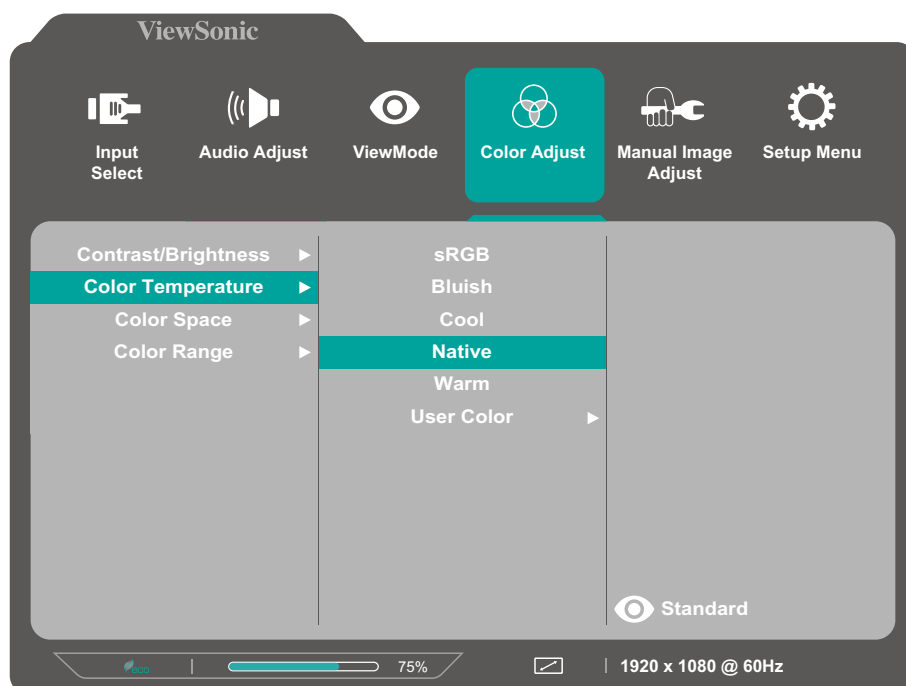 ViewSonic
Input Select
Audio Adjust
ViewMode
Color Adjust
Manual Image Adjust
Setup Menu
Contrast/Brightness
Color Temperature
Color Space
Color Range
sRGB
Bluish
Cool
Native
Warm
User Color
Standard
eco
75%
1920 x 1080 @ 60Hz